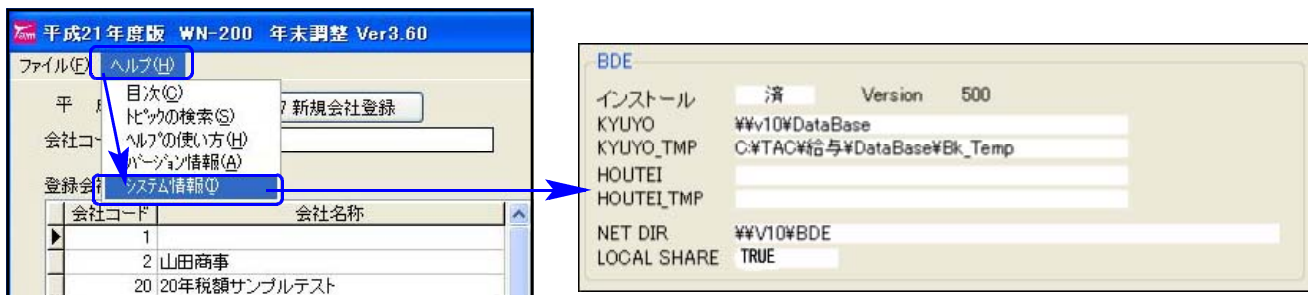 平成21年度版 WN-200 年末調整 Ver3.60
ファイル(F) ヘルプ(H)
目次(C)
トピックの検索(S)
ヘルプの使い方(H)
バージョン情報(A)
システム情報(I)
平
新規会社登録
会社コー
登録会
会社コード 会社名称
1
2 山田商事
20 20年税額サンプルテスト
BDE
インストール 済 Version 500
KYUYO ¥¥v10¥DataBase
KYUYO_TMP C:¥TAC¥給与¥DataBase¥Bk_Temp
HOUTEI
HOUTEI_TMP
NET DIR ¥¥V10¥BDE
LOCAL SHARE TRUE